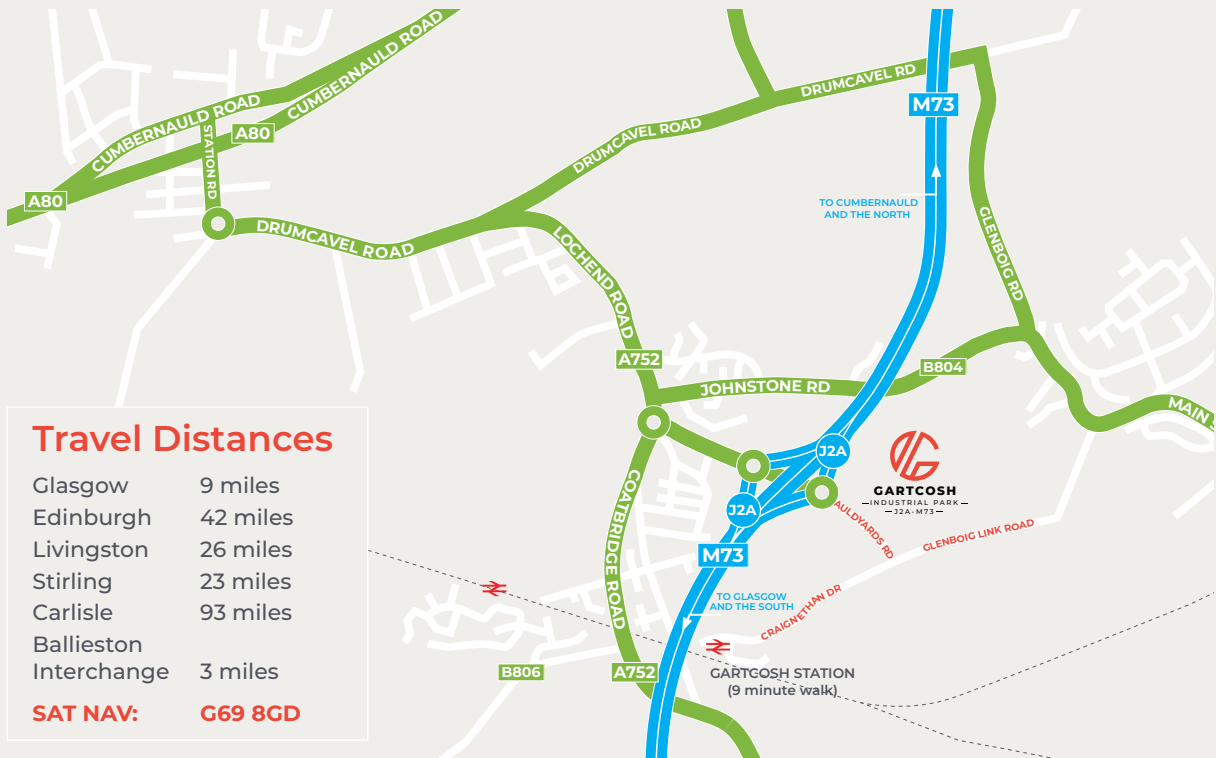 CUMBERNAULD ROAD
CUMBERNAULD ROAD
STATION RD
A80
A80
DRUMCAVEL RD
M73
DRUMCAVEL ROAD
TO CUMBERNAULD
AND THE NORTH
DRUMCAVEL ROAD
LOCHEND ROAD
GLENBOIG RD
A752
JOHNSTONE RD
B804
MAIN
J2A
J2A
GARTCOSH
INDUSTRIAL PARK
J2A-M73
AULDYARDS RD
GLENBOIG LINK ROAD
COATBRIDGE ROAD
M73
TO GLASGOW
AND THE SOUTH
CRAIGNETHAN DR
B806
A752
GARTCOSH STATION
(9 minute walk)
Travel Distances
Glasgow 9 miles
Edinburgh 42 miles
Livingston 26 miles
Stirling 23 miles
Carlisle 93 miles
Ballieston
Interchange 3 miles
SAT NAV: G69 8GD